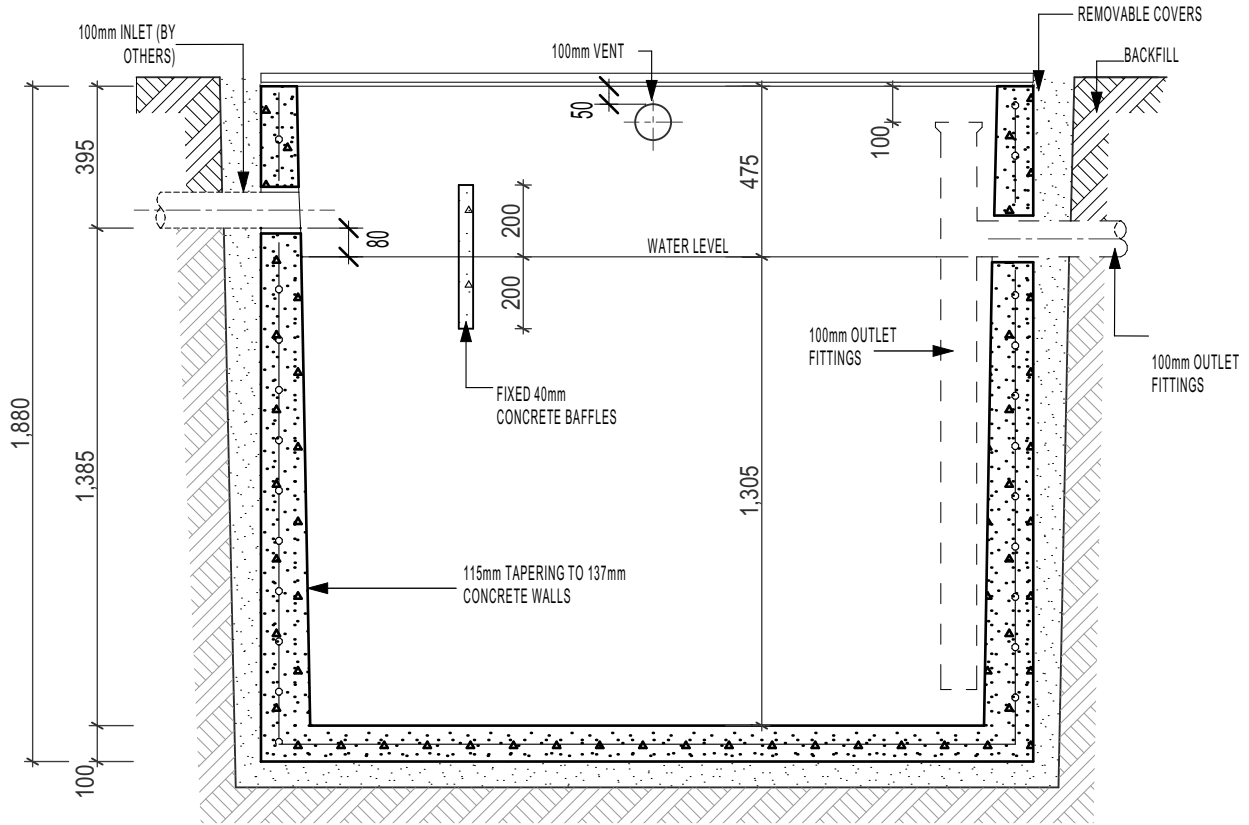 REMOVABLE COVERS
100mm INLET (BY
OTHERS)
100mm VENT
BACKFILL
50
100
395
475
80
200
WATER LEVEL
200
100mm OUTLET
FITTINGS
100mm OUTLET
FITTINGS
FIXED 40mm
CONCRETE BAFFLES
1,880
1,385
1,305
115mm TAPERING TO 137mm
CONCRETE WALLS
100